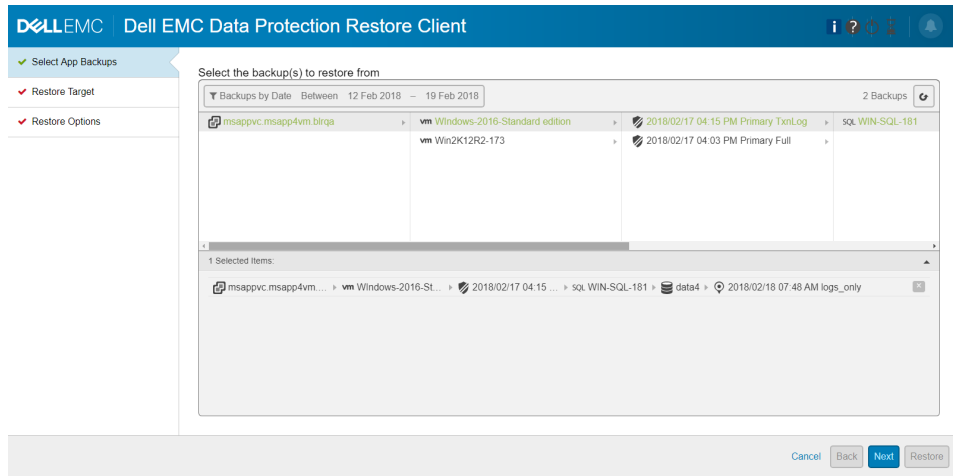 DELLEMC Dell EMC Data Protection Restore Client
Select App Backups
Restore Target
Restore Options
Select the backup(s) to restore from
Backups by Date Between 12 Feb 2018 – 19 Feb 2018 2 Backups
msappvc.msapp4vm.blrqa vm WIndows-2016-Standard edition 2018/02/17 04:15 PM Primary TxnLog SQL WIN-SQL-181
vm Win2K12R2-173 2018/02/17 04:03 PM Primary Full
1 Selected Items:
msappvc.msapp4vm.... vm WIndows-2016-St... 2018/02/17 04:15 ... SQL WIN-SQL-181 data4 2018/02/18 07:48 AM logs_only
Cancel Back Next Restore